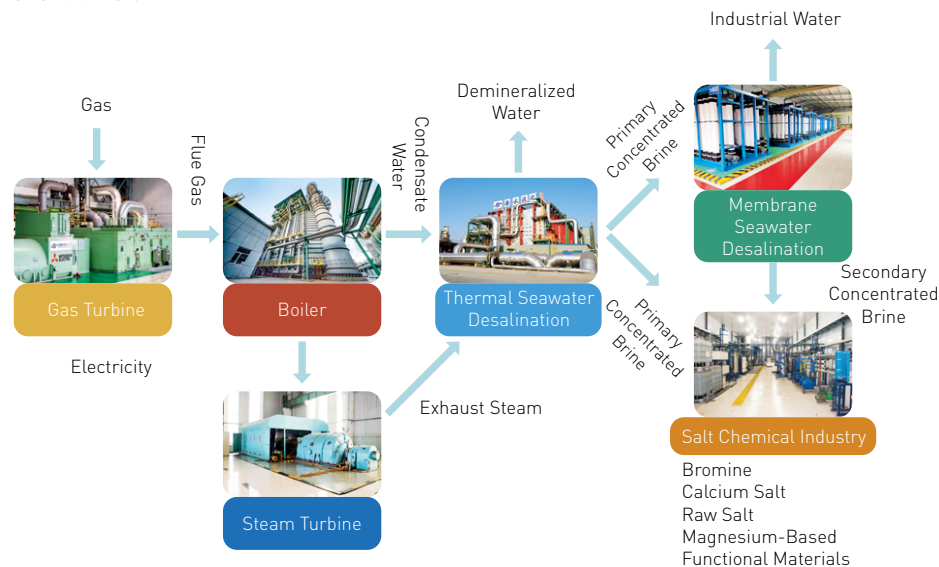 Industrial Water
Gas
Demineralized
Water
Flue Gas
Condensate
Water
Primary
Concentrated
Brine
Membrane
Seawater
Desalination
Gas Turbine
Boiler
Thermal Seawater
Desalination
Primary
Concentrated
Brine
Secondary
Concentrated
Brine
Electricity
Exhaust Steam
Steam Turbine
Salt Chemical Industry
Bromine
Calcium Salt
Raw Salt
Magnesium-Based
Functional Materials